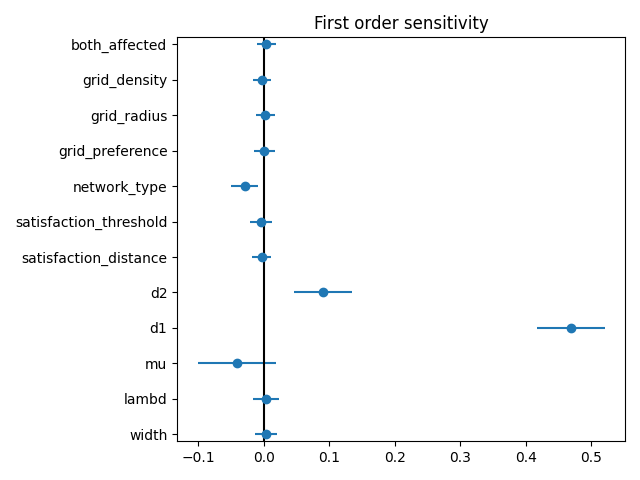 First order sensitivity
both_affected
grid_density
grid_radius
grid_preference
network_type
satisfaction_threshold
satisfaction_distance
d2
d1
mu
lambd
width
−0.1 0.0 0.1 0.2 0.3 0.4 0.5